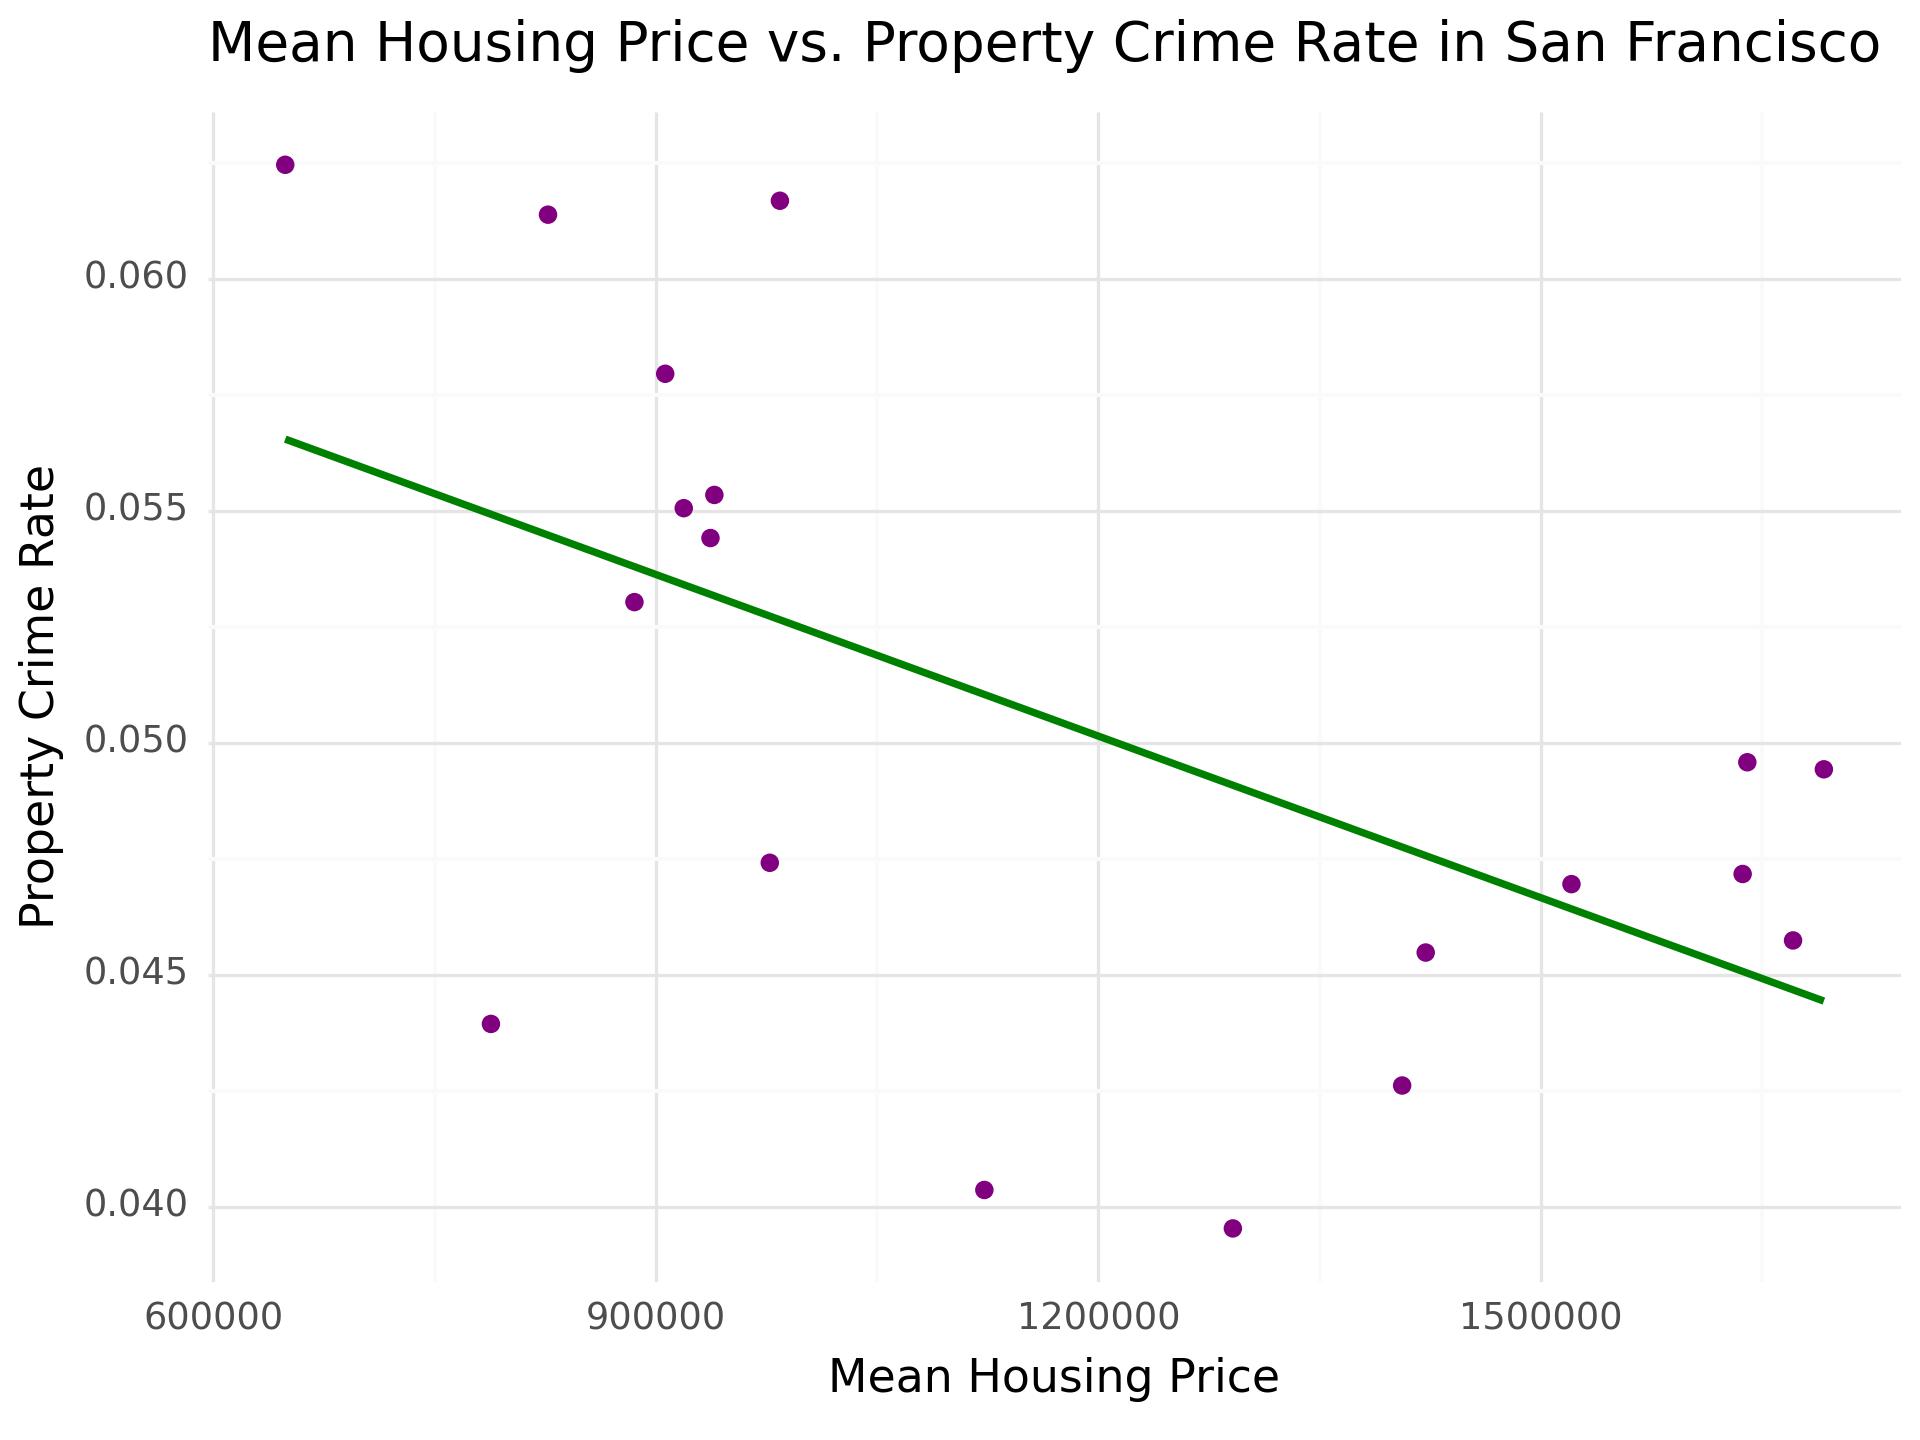 Mean Housing Price vs. Property Crime Rate in San Francisco
0.060
0.055
0.050
0.045
0.040
Property Crime Rate
600000 900000 1200000 1500000
Mean Housing Price